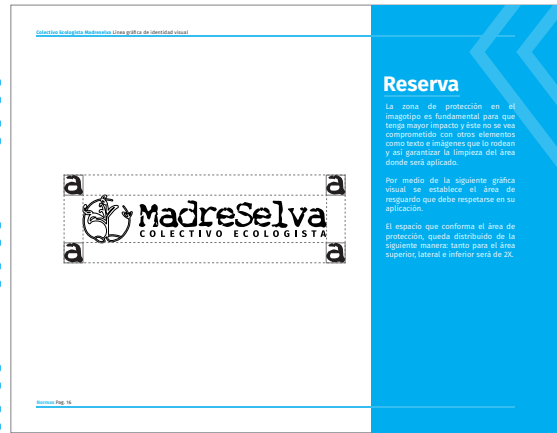 Colectivo Ecologista Madreselva Línea gráfica de identidad visual
Reserva
La zona de protección en el
imagotipo es fundamental para que
tenga mayor impacto y éste no se vea
comprometido con otros elementos
como texto e imágenes que lo rodean
y así garantizar la limpieza del área
donde será aplicado.
Por medio de la siguiente gráfica
visual se establece el área de
resguardo que debe respetarse en su
aplicación.
El espacio que conforma el área de
protección, queda distribuido de la
siguiente manera: tanto para el área
superior, lateral e inferior será de 2X.
a a
MadreSelva
COLECTIVO ECOLOGISTA
a a
Normas Pag. 16